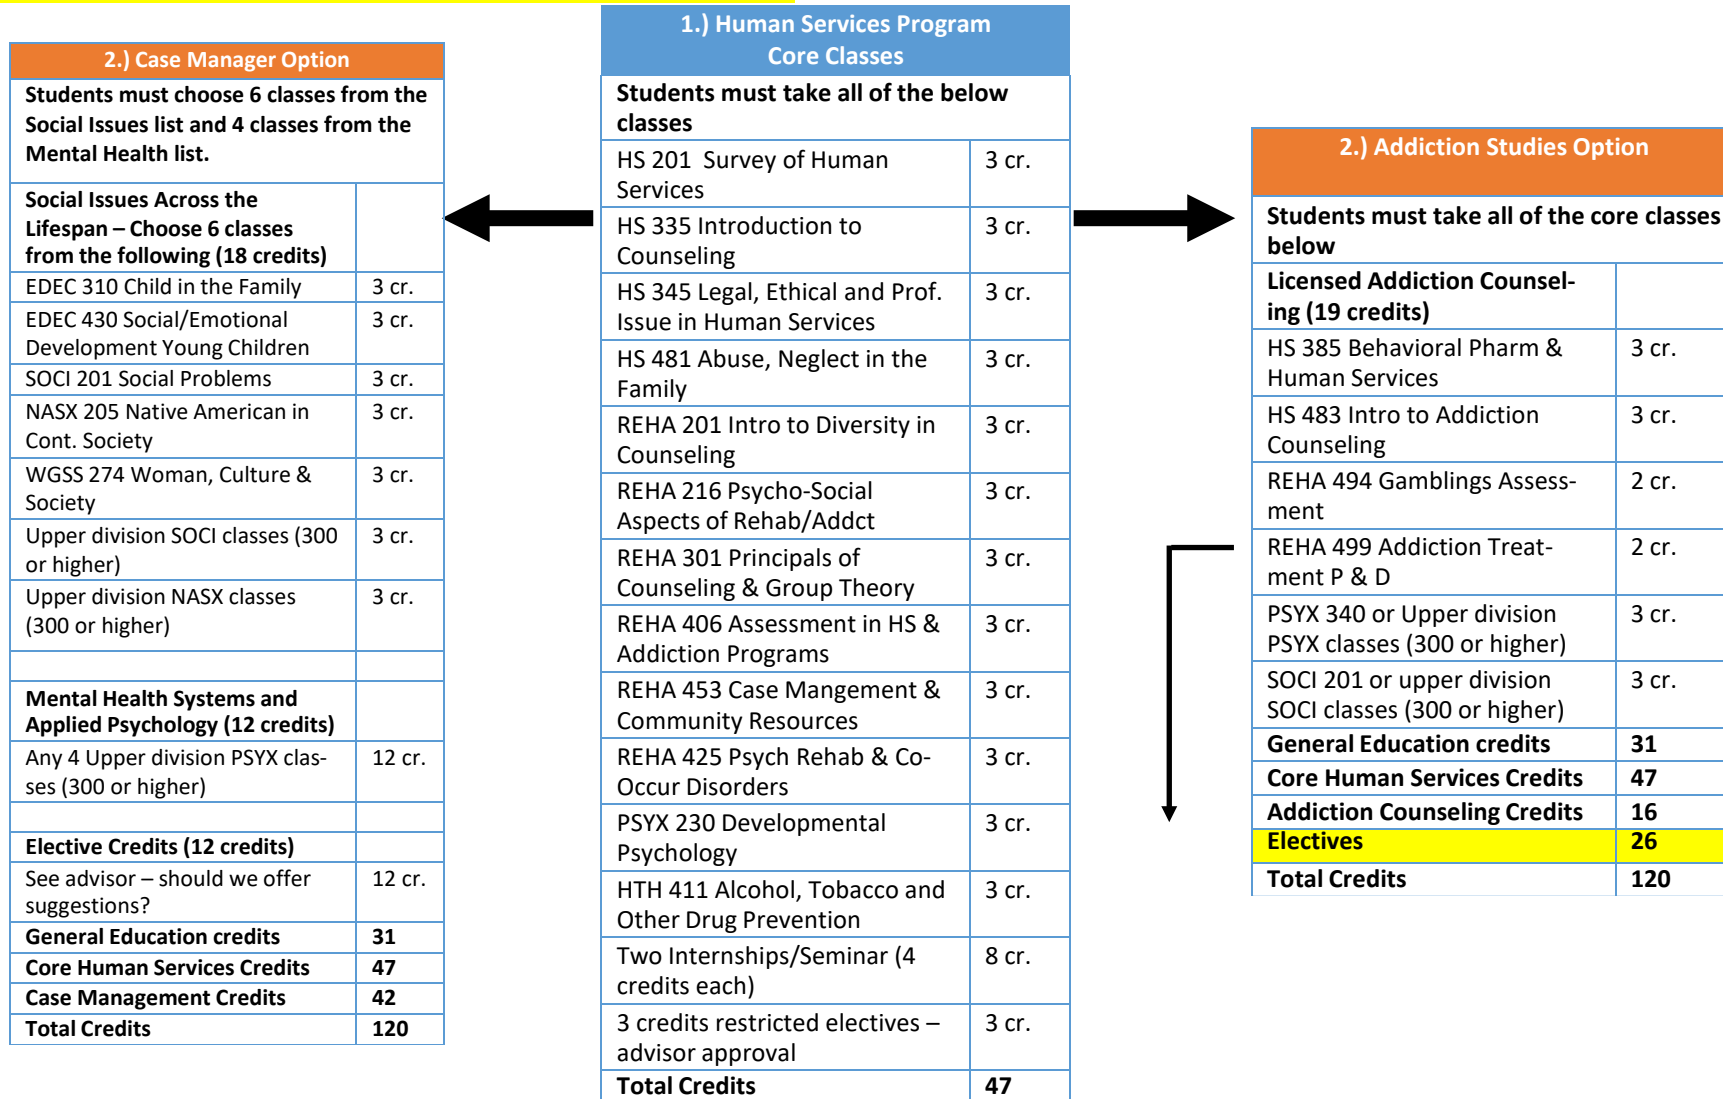 2.) Case Manager Option
Students must choose 6 classes from the
Social Issues list and 4 classes from the
Mental Health list.
Social Issues Across the
Lifespan – Choose 6 classes
from the following (18 credits)
EDEC 310 Child in the Family 3 cr.
EDEC 430 Social/Emotional 3 cr.
Development Young Children
SOCI 201 Social Problems 3 cr.
NASX 205 Native American in 3 cr.
Cont. Society
WGSS 274 Woman, Culture & 3 cr.
Society
Upper division SOCI classes (300 3 cr.
or higher)
Upper division NASX classes 3 cr.
(300 or higher)
Mental Health Systems and
Applied Psychology (12 credits)
Any 4 Upper division PSYX clas- 12 cr.
ses (300 or higher)
Elective Credits (12 credits)
See advisor – should we offer 12 cr.
suggestions?
General Education credits 31
Core Human Services Credits 47
Case Management Credits 42
Total Credits 120
1.) Human Services Program
Core Classes
Students must take all of the below
classes
HS 201 Survey of Human 3 cr.
Services
HS 335 Introduction to 3 cr.
Counseling
HS 345 Legal, Ethical and Prof. 3 cr.
Issue in Human Services
HS 481 Abuse, Neglect in the 3 cr.
Family
REHA 201 Intro to Diversity in 3 cr.
Counseling
REHA 216 Psycho-Social 3 cr.
Aspects of Rehab/Addct
REHA 301 Principals of 3 cr.
Counseling & Group Theory
REHA 406 Assessment in HS & 3 cr.
Addiction Programs
REHA 453 Case Mangement & 3 cr.
Community Resources
REHA 425 Psych Rehab & Co- 3 cr.
Occur Disorders
PSYX 230 Developmental 3 cr.
Psychology
HTH 411 Alcohol, Tobacco and 3 cr.
Other Drug Prevention
Two Internships/Seminar (4 8 cr.
credits each)
3 credits restricted electives – 3 cr.
advisor approval
Total Credits 47
2.) Addiction Studies Option
Students must take all of the core classes
below
Licensed Addiction Counsel-
ing (19 credits)
HS 385 Behavioral Pharm & 3 cr.
Human Services
HS 483 Intro to Addiction 3 cr.
Counseling
REHA 494 Gamblings Assess- 2 cr.
ment
REHA 499 Addiction Treat- 2 cr.
ment P & D
PSYX 340 or Upper division 3 cr.
PSYX classes (300 or higher)
SOCI 201 or upper division 3 cr.
SOCI classes (300 or higher)
General Education credits 31
Core Human Services Credits 47
Addiction Counseling Credits 16
Electives 26
Total Credits 120